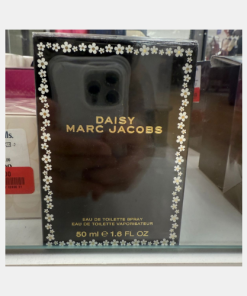 DAISY
MARC JACOBS
EAU DE TOILETTE SPRAY
EAU DE TOILETTE VAPORISATEUR
50 ml ℮ 1.6 FL OZ